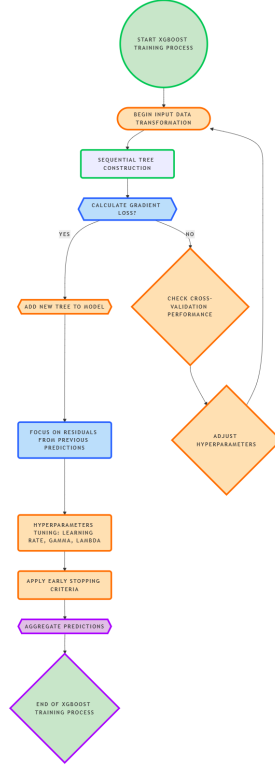 START XGBOOST
TRAINING PROCESS
BEGIN INPUT DATA
TRANSFORMATION
SEQUENTIAL TREE
CONSTRUCTION
CALCULATE GRADIENT
LOSS?
YES
NO
ADD NEW TREE TO MODEL
CHECK CROSS-
VALIDATION
PERFORMANCE
FOCUS ON RESIDUALS
FROM PREVIOUS
PREDICTIONS
ADJUST
HYPERPARAMETERS
HYPERPARAMETERS
TUNING: LEARNING
RATE, GAMMA, LAMBDA
APPLY EARLY STOPPING
CRITERIA
AGGREGATE PREDICTIONS
END OF XGBOOST
TRAINING PROCESS